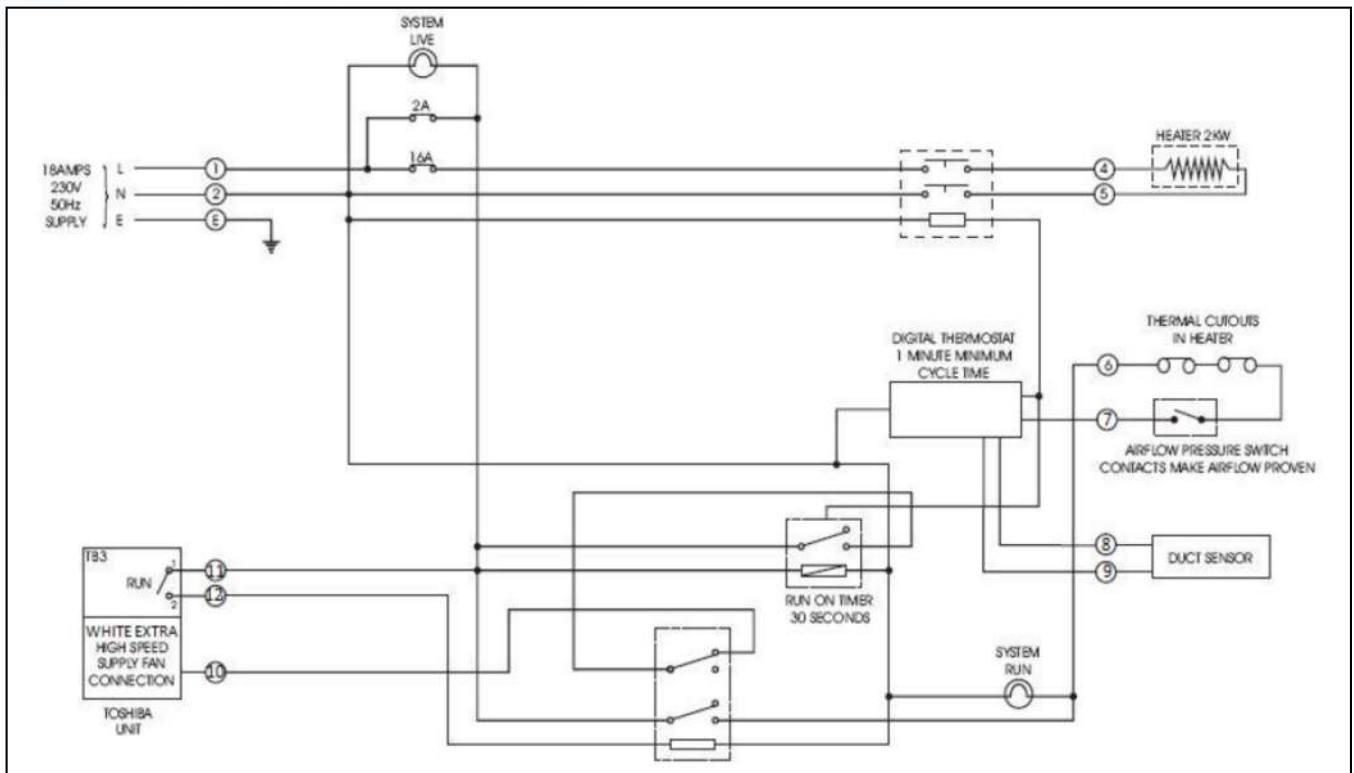 SYSTEM
LIVE
2A
16A
18AMPS
230V
50Hz
SUPPLY
L
N
E
1
2
E
HEATER 2KW
4
5
DIGITAL THERMOSTAT
1 MINUTE MINIMUM
CYCLE TIME
THERMAL CUTOUTS
IN HEATER
6
7
AIRFLOW PRESSURE SWITCH
CONTACTS MAKE AIRFLOW PROVEN
8
9
DUCT SENSOR
RUN ON TIMER
30 SECONDS
TB3
1
RUN
2
11
12
WHITE EXTRA
HIGH SPEED
SUPPLY FAN
CONNECTION
10
TOSHIBA
UNIT
SYSTEM
RUN